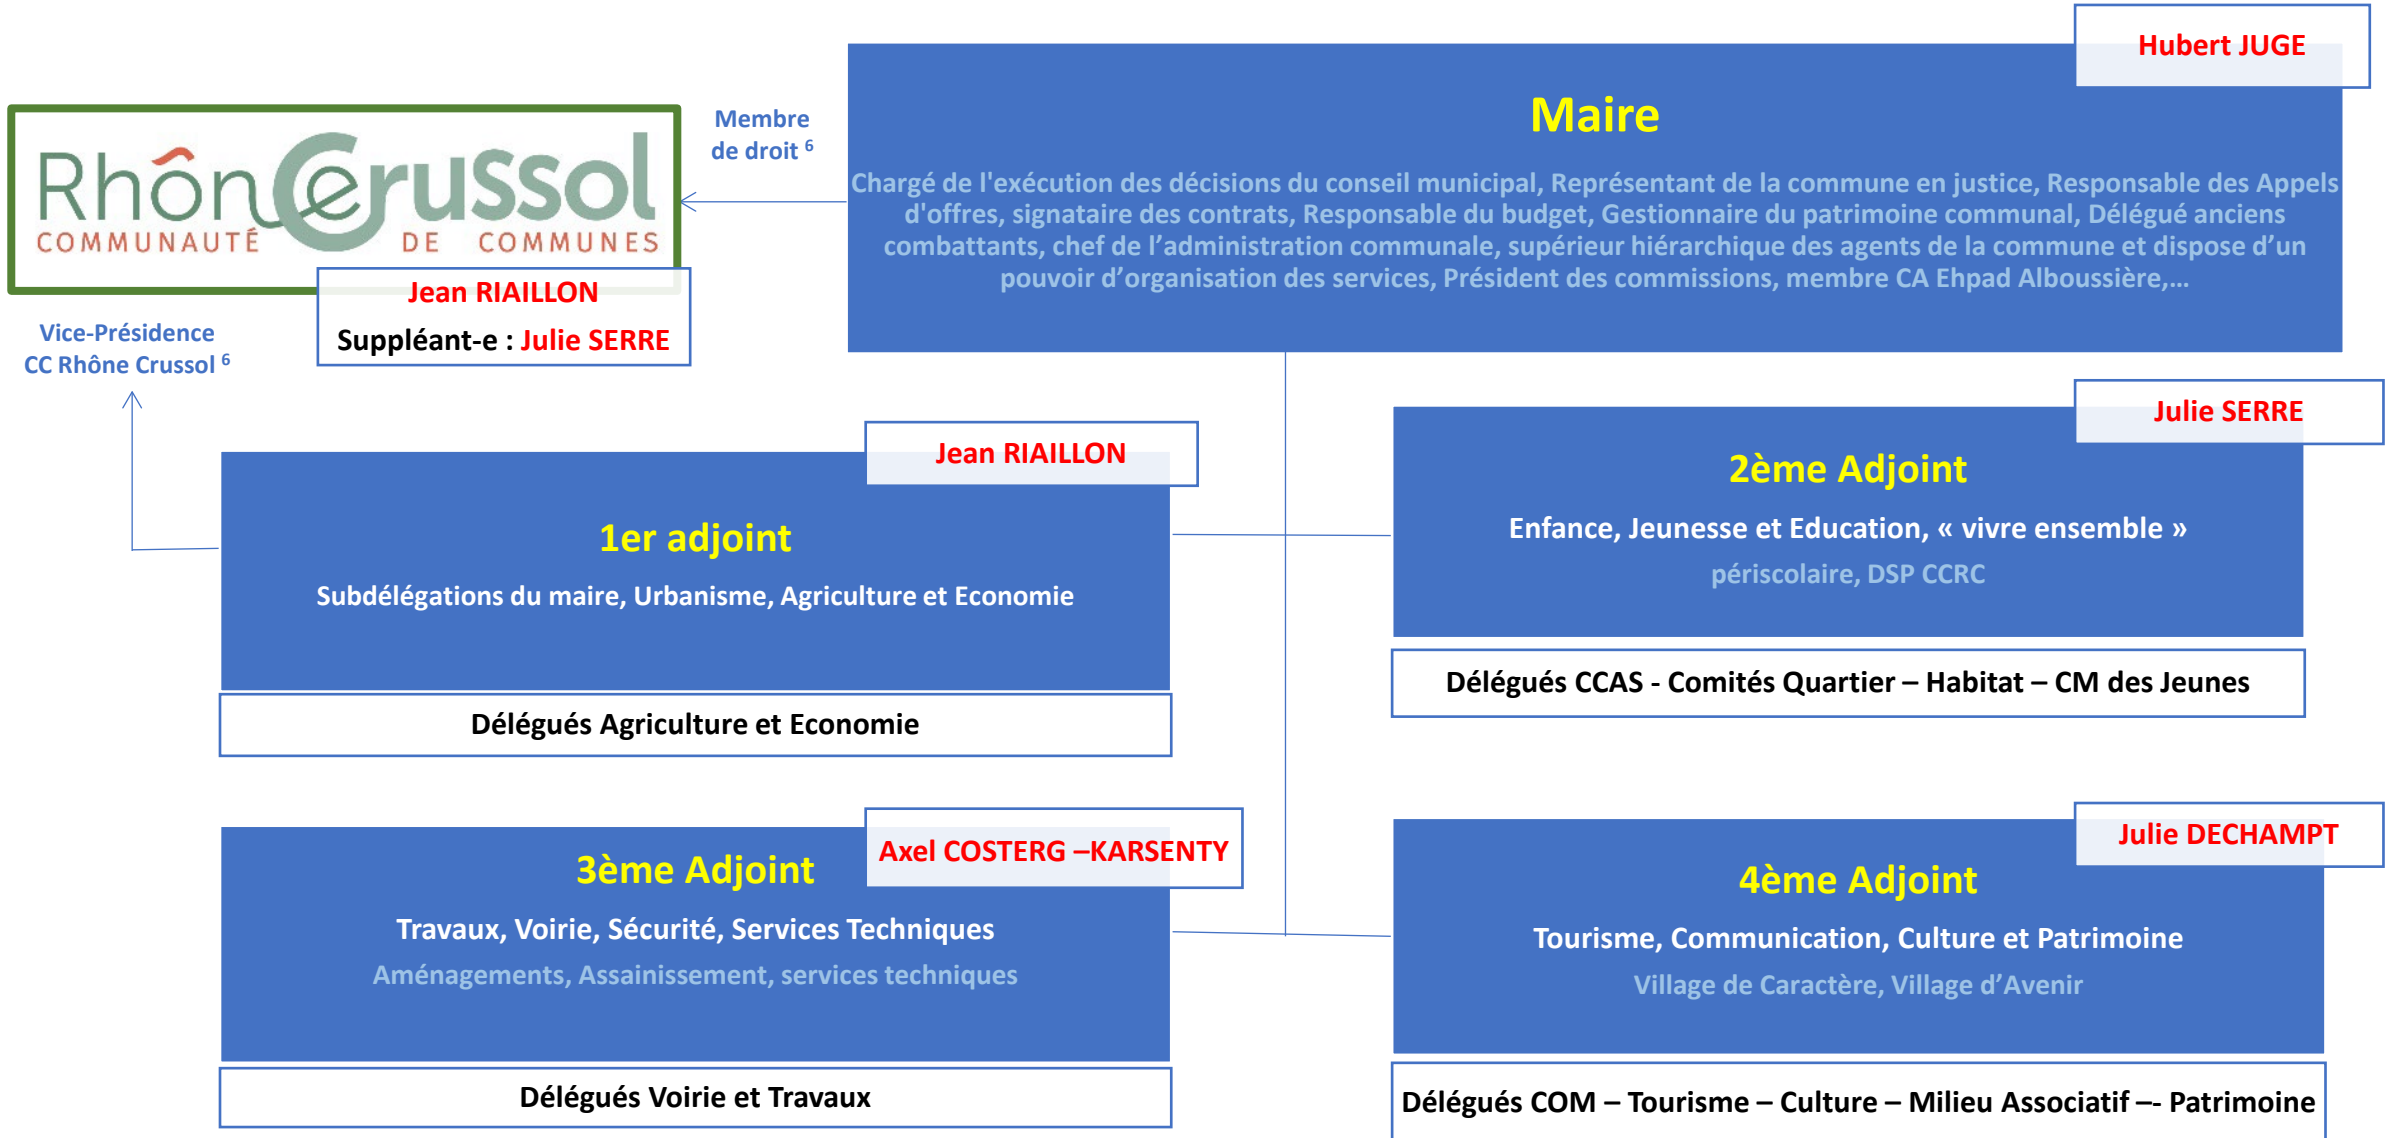 Hubert JUGE
Maire
Chargé de l'exécution des décisions du conseil municipal, Représentant de la commune en justice, Responsable des Appels
d'offres, signataire des contrats, Responsable du budget, Gestionnaire du patrimoine communal, Délégué anciens
combattants, chef de l’administration communale, supérieur hiérarchique des agents de la commune et dispose d’un
pouvoir d’organisation des services, Président des commissions, membre CA Ehpad Alboussière,…
Membre
de droit ⁶
RhônCerussol
COMMUNAUTÉ DE COMMUNES
Jean RIAILLON
Suppléant-e : Julie SERRE
Vice-Présidence
CC Rhône Crussol ⁶
Jean RIAILLON
1er adjoint
Subdélégations du maire, Urbanisme, Agriculture et Economie
Délégués Agriculture et Economie
Julie SERRE
2ème Adjoint
Enfance, Jeunesse et Education, « vivre ensemble »
périscolaire, DSP CCRC
Délégués CCAS - Comités Quartier – Habitat – CM des Jeunes
Axel COSTERG –KARSENTY
3ème Adjoint
Travaux, Voirie, Sécurité, Services Techniques
Aménagements, Assainissement, services techniques
Délégués Voirie et Travaux
Julie DECHAMPT
4ème Adjoint
Tourisme, Communication, Culture et Patrimoine
Village de Caractère, Village d’Avenir
Délégués COM – Tourisme – Culture – Milieu Associatif –- Patrimoine